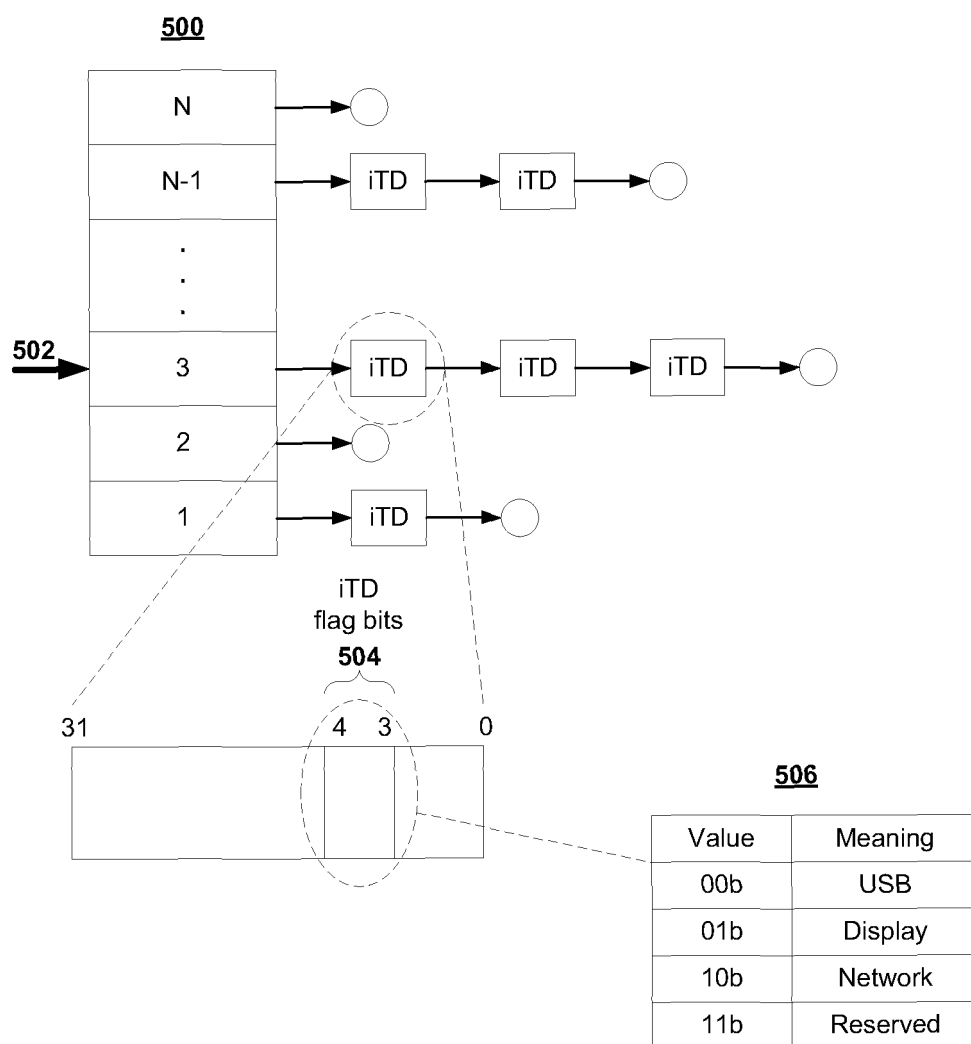 500
N
N-1 iTD iTD
.
.
.
502 3 iTD iTD iTD
2
1 iTD
iTD
flag bits
504
31 4 3 0
506
Value Meaning
00b USB
01b Display
10b Network
11b Reserved